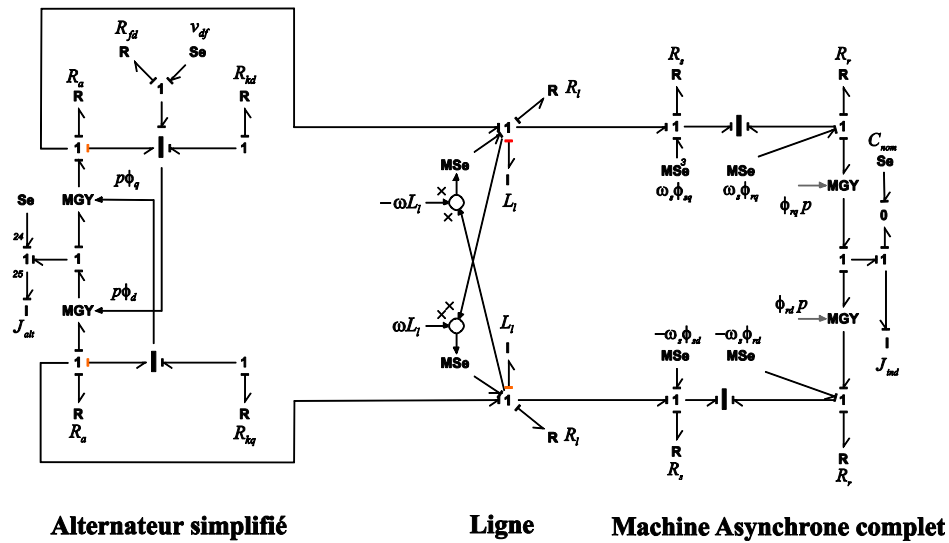 R_fd v_df
R Se
R_a R_kd R_s R_r
R R R R_l R R
1
1 1 1 1 1
MSe MSe 3 MSe C_nom
Se
pϕ_q ω_sϕ_sq ω_sϕ_rq
Se MGY -ωL_l L_l ϕ_rq p MGY
0
24
1 1 1 1
25
I MGY pϕ_d ωL_l L_l ϕ_rd p MGY
J_alt I
MSe -ω_sϕ_sd -ω_sϕ_rd
MSe MSe J_ind
1 1 1 1 1
R R R R_l R R
R_a R_kq R_s R_r
Alternateur simplifié Ligne Machine Asynchrone complet